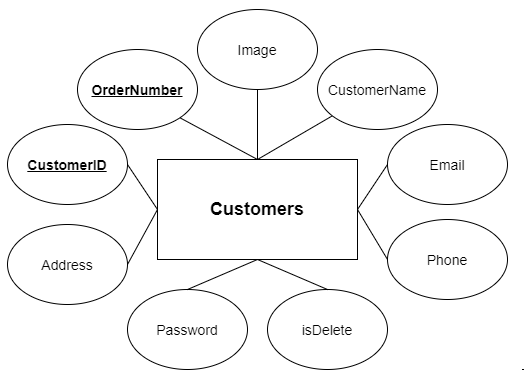 Image
OrderNumber
CustomerName
CustomerID
Email
Customers
Address
Phone
Password
isDelete